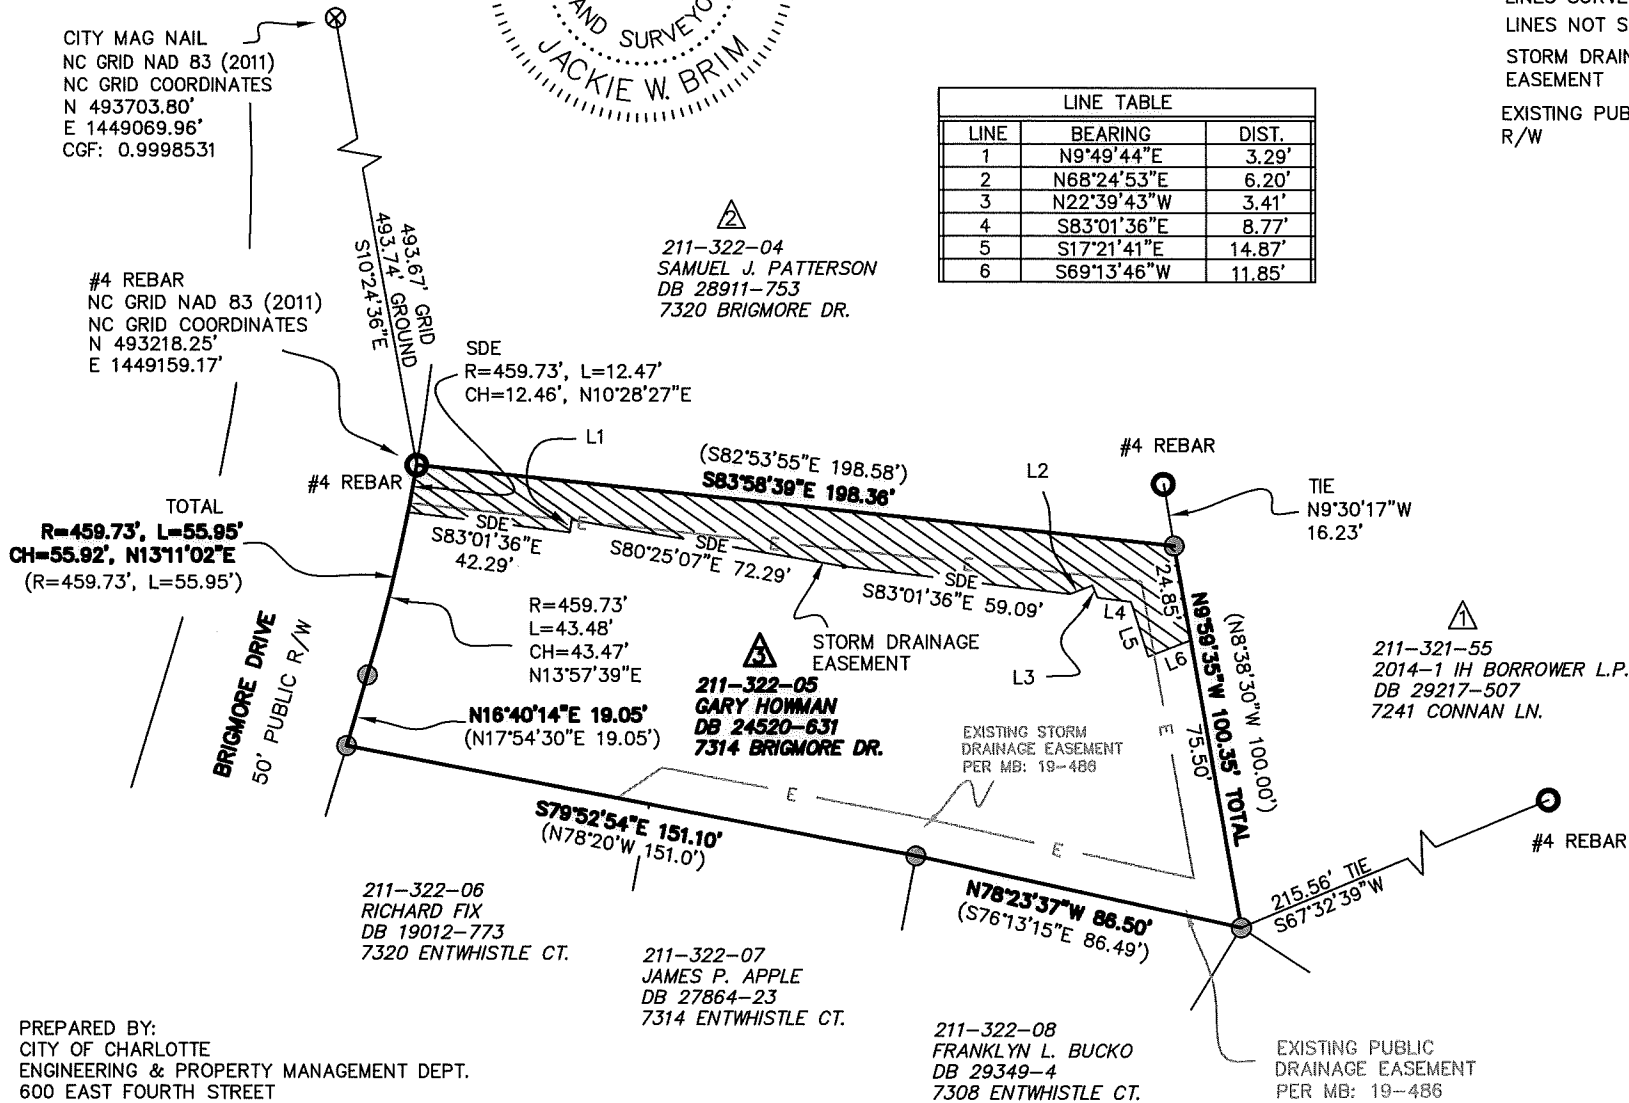 AND SURVEYO
JACKIE W. BRIM
LINES SURVE
LINES NOT S
STORM DRAIN
EASEMENT
EXISTING PUB
R/W
CITY MAG NAIL
NC GRID NAD 83 (2011)
NC GRID COORDINATES
N 493703.80'
E 1449069.96'
CGF: 0.9998531
LINE TABLE
LINE BEARING DIST.
1 N9°49'44"E 3.29'
2 N68°24'53"E 6.20'
3 N22°39'43"W 3.41'
4 S83°01'36"E 8.77'
5 S17°21'41"E 14.87'
6 S69°13'46"W 11.85'
493.67' GRID
493.74' GROUND
S10°24'36"E
2
211-322-04
SAMUEL J. PATTERSON
DB 28911-753
7320 BRIGMORE DR.
#4 REBAR
NC GRID NAD 83 (2011)
NC GRID COORDINATES
N 493218.25'
E 1449159.17'
SDE
R=459.73', L=12.47'
CH=12.46', N10°28'27"E
L1
#4 REBAR
(S82°53'55"E 198.58')
S83°58'39"E 198.36'
L2
#4 REBAR
TIE
N9°30'17"W
16.23'
TOTAL
R=459.73', L=55.95'
CH=55.92', N13°11'02"E
(R=459.73', L=55.95')
SDE
S83°01'36"E
42.29'
E
SDE
S80°25'07"E 72.29'
E
E
SDE
S83°01'36"E 59.09'
L4
L5
L6
L3
24.85'
N9°59'35"W 100.35' TOTAL
(N8°38'30"W 100.00')
75.50'
E
R=459.73'
L=43.48'
CH=43.47'
N13°57'39"E
STORM DRAINAGE
EASEMENT
3
211-322-05
GARY HOWMAN
DB 24520-631
7314 BRIGMORE DR.
1
211-321-55
2014-1 IH BORROWER L.P.
DB 29217-507
7241 CONNAN LN.
BRIGMORE DRIVE
50' PUBLIC R/W
N16°40'14"E 19.05'
(N17°54'30"E 19.05')
EXISTING STORM
DRAINAGE EASEMENT
PER MB: 19-486
E
E
S79°52'54"E 151.10'
(N78°20'W 151.0')
N78°23'37"W 86.50'
(S76°13'15"E 86.49')
#4 REBAR
215.56' TIE
S67°32'39"W
211-322-06
RICHARD FIX
DB 19012-773
7320 ENTWHISTLE CT.
211-322-07
JAMES P. APPLE
DB 27864-23
7314 ENTWHISTLE CT.
211-322-08
FRANKLYN L. BUCKO
DB 29349-4
7308 ENTWHISTLE CT.
EXISTING PUBLIC
DRAINAGE EASEMENT
PER MB: 19-486
PREPARED BY:
CITY OF CHARLOTTE
ENGINEERING & PROPERTY MANAGEMENT DEPT.
600 EAST FOURTH STREET